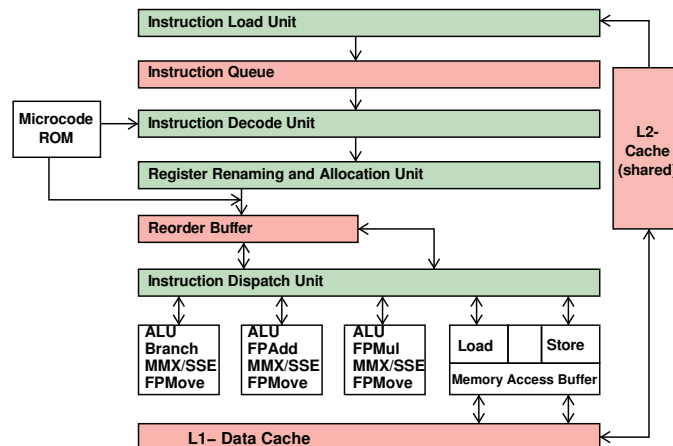 Instruction Load Unit
Instruction Queue
Microcode
ROM
Instruction Decode Unit
L2-
Cache
(shared)
Register Renaming and Allocation Unit
Reorder Buffer
Instruction Dispatch Unit
ALU
Branch
MMX/SSE
FPMove
ALU
FPAdd
MMX/SSE
FPMove
ALU
FPMul
MMX/SSE
FPMove
Load
Store
Memory Access Buffer
L1− Data Cache